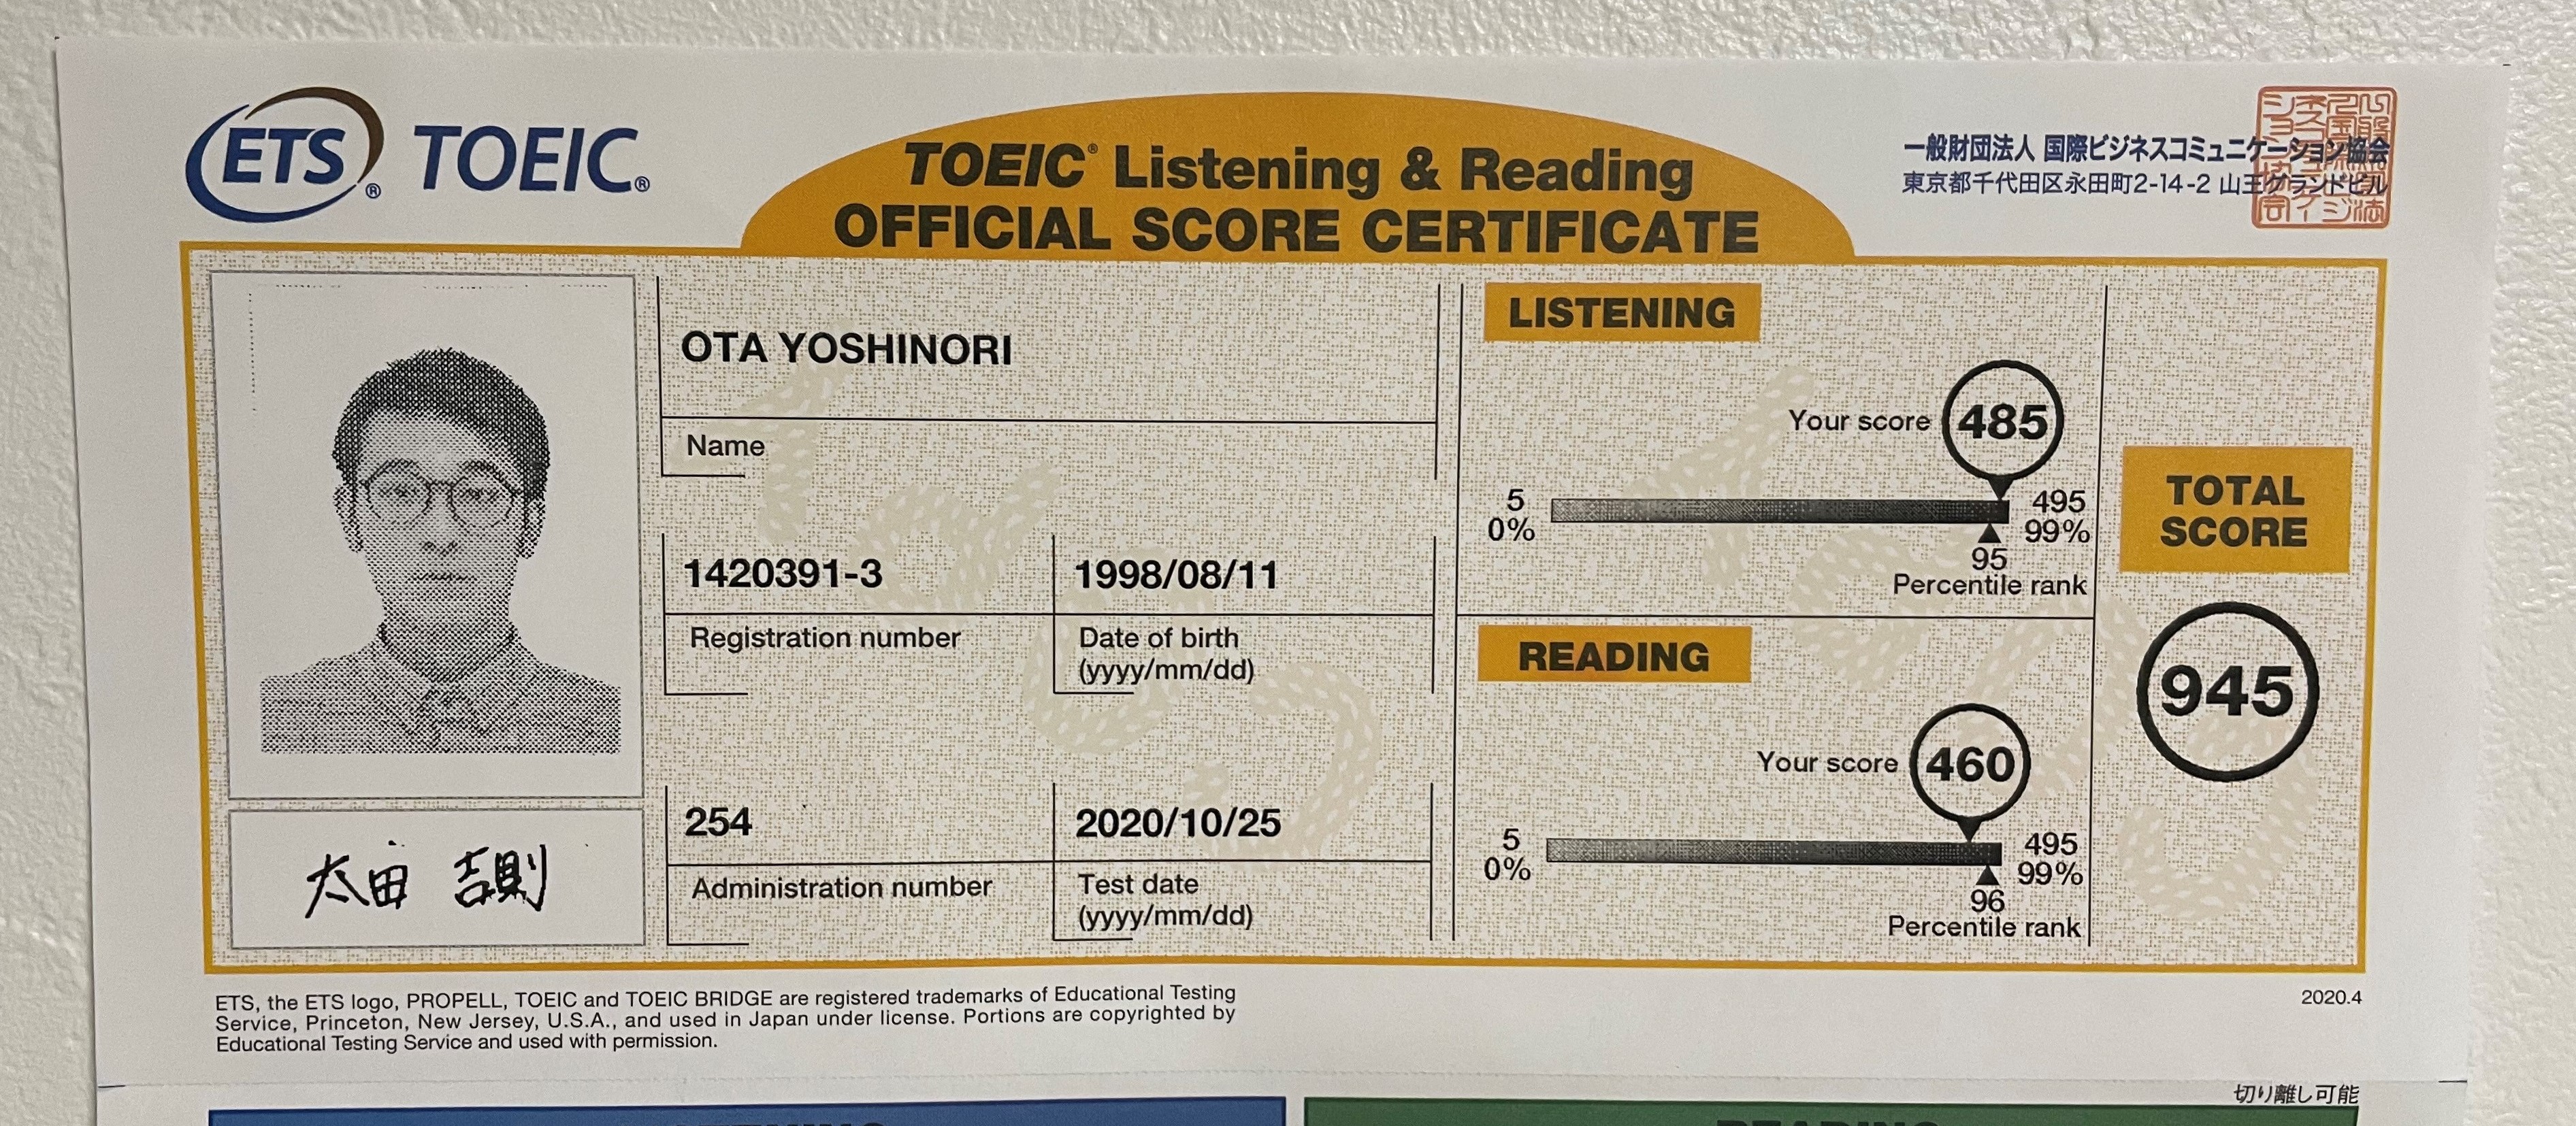 ETS® TOEIC®
TOEIC® Listening & Reading
OFFICIAL SCORE CERTIFICATE
一般財団法人 国際ビジネスコミュニケーション協会
東京都千代田区永田町2-14-2 山王グランドビル
OTA YOSHINORI
Name
1420391-3
Registration number
1998/08/11
Date of birth
(yyyy/mm/dd)
254
Administration number
2020/10/25
Test date
(yyyy/mm/dd)
太田 吉則
LISTENING
Your score 485
5 495
0% 99%
95
Percentile rank
READING
Your score 460
5 495
0% 99%
96
Percentile rank
TOTAL
SCORE
945
ETS, the ETS logo, PROPELL, TOEIC and TOEIC BRIDGE are registered trademarks of Educational Testing
Service, Princeton, New Jersey, U.S.A., and used in Japan under license. Portions are copyrighted by
Educational Testing Service and used with permission.
2020.4
切り離し可能